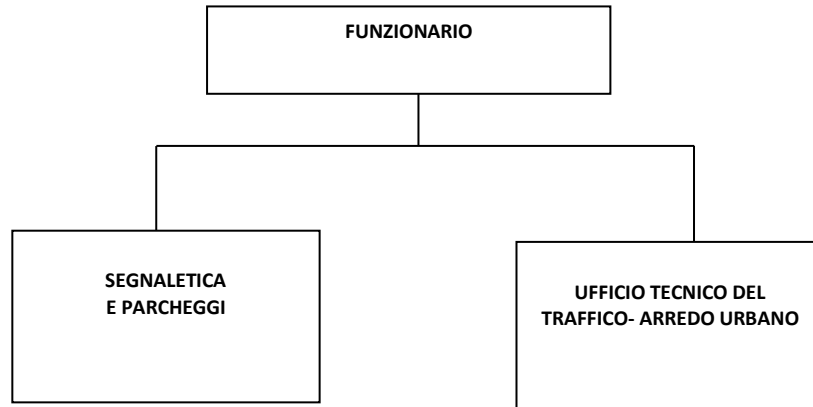 FUNZIONARIO
SEGNALETICA
E PARCHEGGI
UFFICIO TECNICO DEL
TRAFFICO- ARREDO URBANO